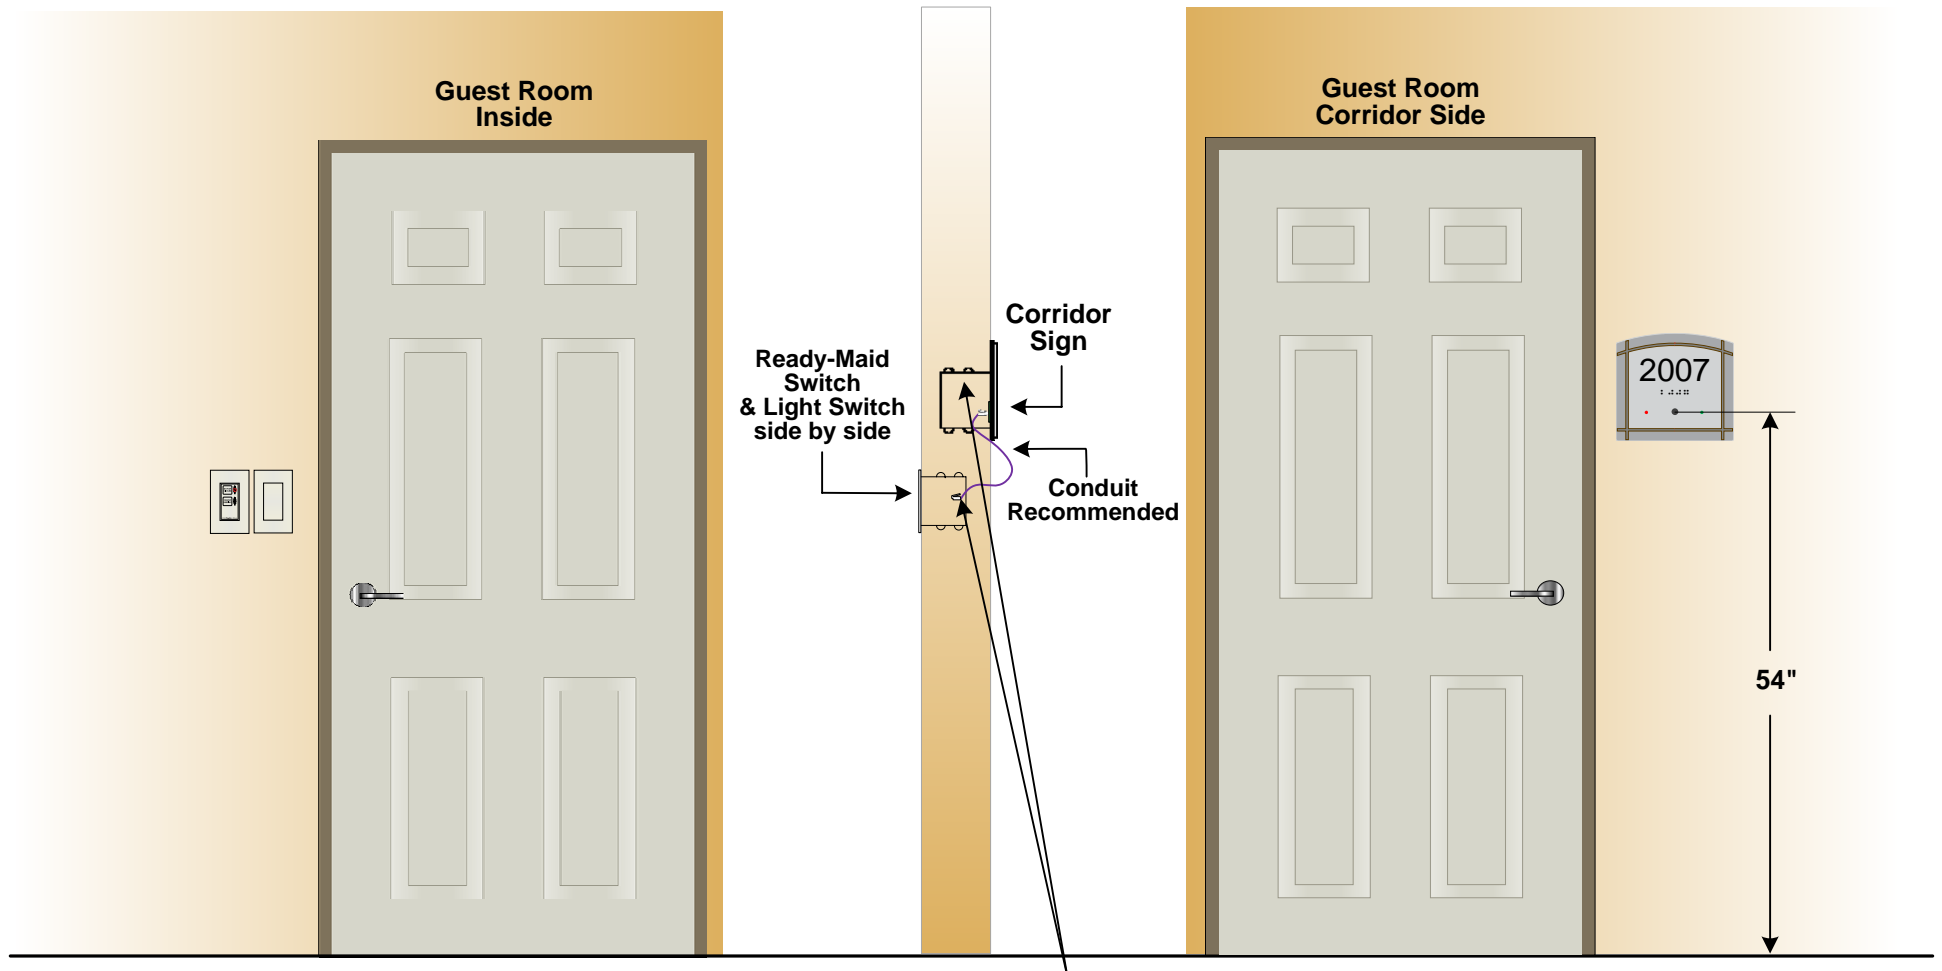 Guest Room
Inside
Ready-Maid
Switch
& Light Switch
side by side
Corridor
Sign
Conduit
Recommended
Guest Room
Corridor Side
2007
54"